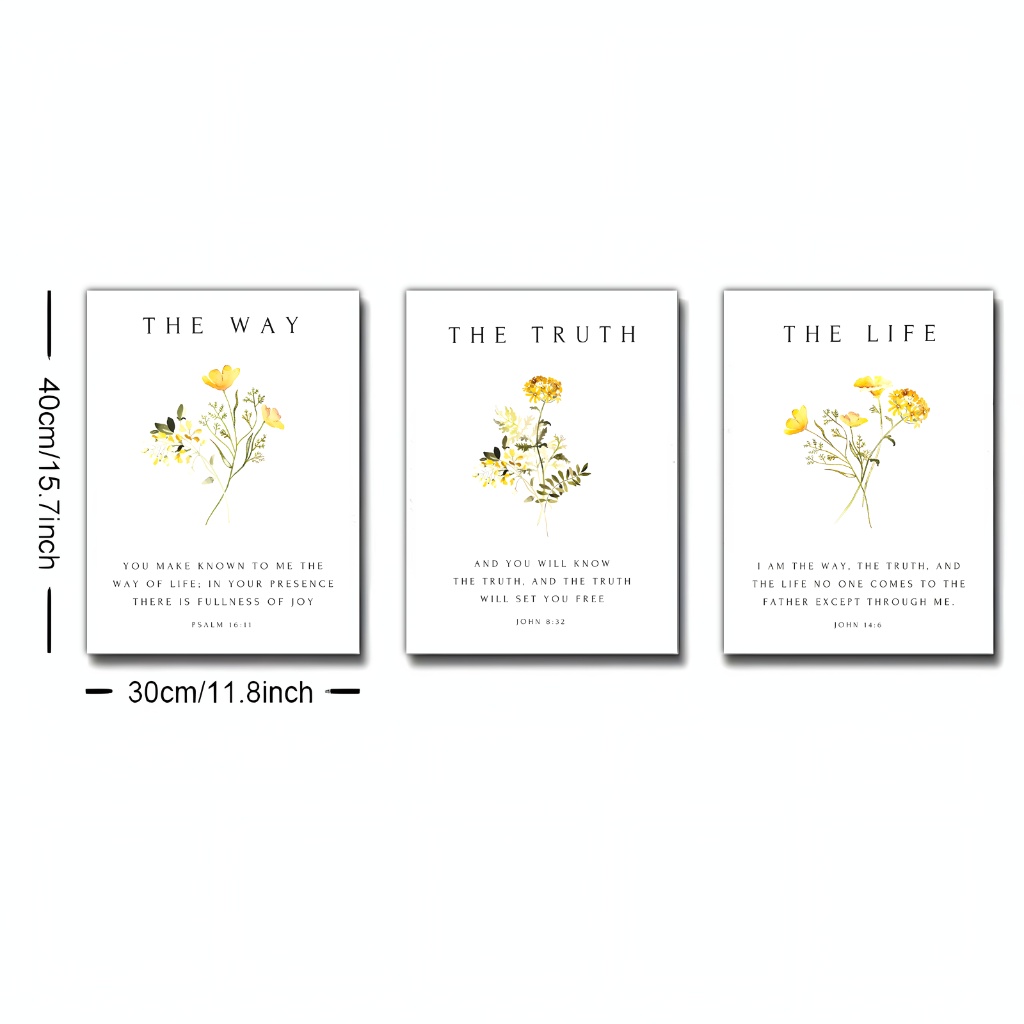 THE WAY
YOU MAKE KNOWN TO ME THE
WAY OF LIFE; IN YOUR PRESENCE
THERE IS FULLNESS OF JOY
PSALM 16:11
THE TRUTH
AND YOU WILL KNOW
THE TRUTH, AND THE TRUTH
WILL SET YOU FREE
JOHN 8:32
THE LIFE
I AM THE WAY, THE TRUTH, AND
THE LIFE NO ONE COMES TO THE
FATHER EXCEPT THROUGH ME.
JOHN 14:6
40cm/15.7inch
30cm/11.8inch